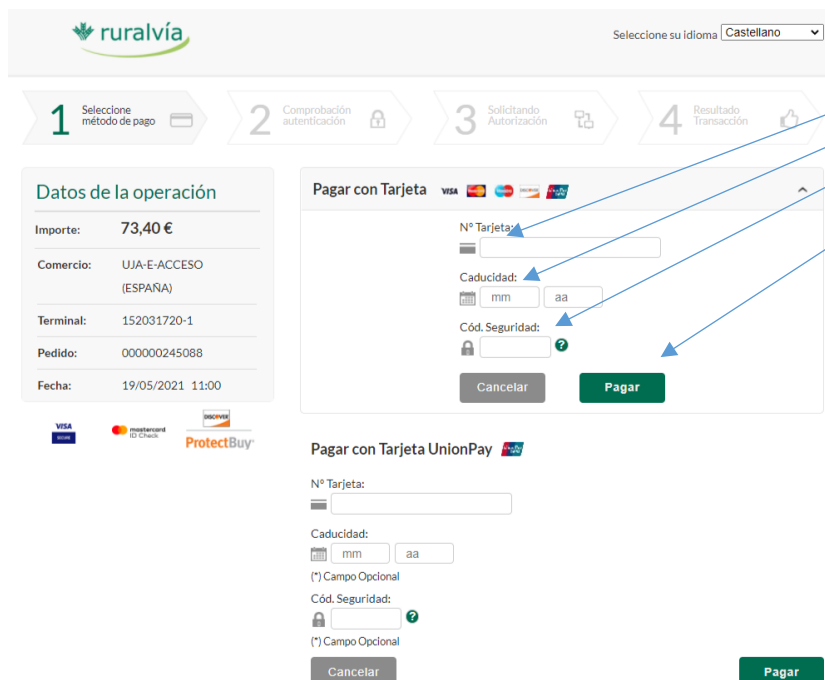 ruralvía
Seleccione su idioma Castellano
1 Seleccione método de pago
2 Comprobación autenticación
3 Solicitando Autorización
4 Resultado Transacción
Datos de la operación
Importe: 73,40 €
Comercio: UJA-E-ACCESO
(ESPAÑA)
Terminal: 152031720-1
Pedido: 000000245088
Fecha: 19/05/2021 11:00
VISA
SECURE
mastercard
ID Check
DISCOVER
ProtectBuy
Pagar con Tarjeta VISA
Nº Tarjeta:
Caducidad:
mm aa
Cód. Seguridad:
?
Cancelar Pagar
Pagar con Tarjeta UnionPay
Nº Tarjeta:
Caducidad:
mm aa
(*) Campo Opcional
Cód. Seguridad:
?
(*) Campo Opcional
Cancelar Pagar